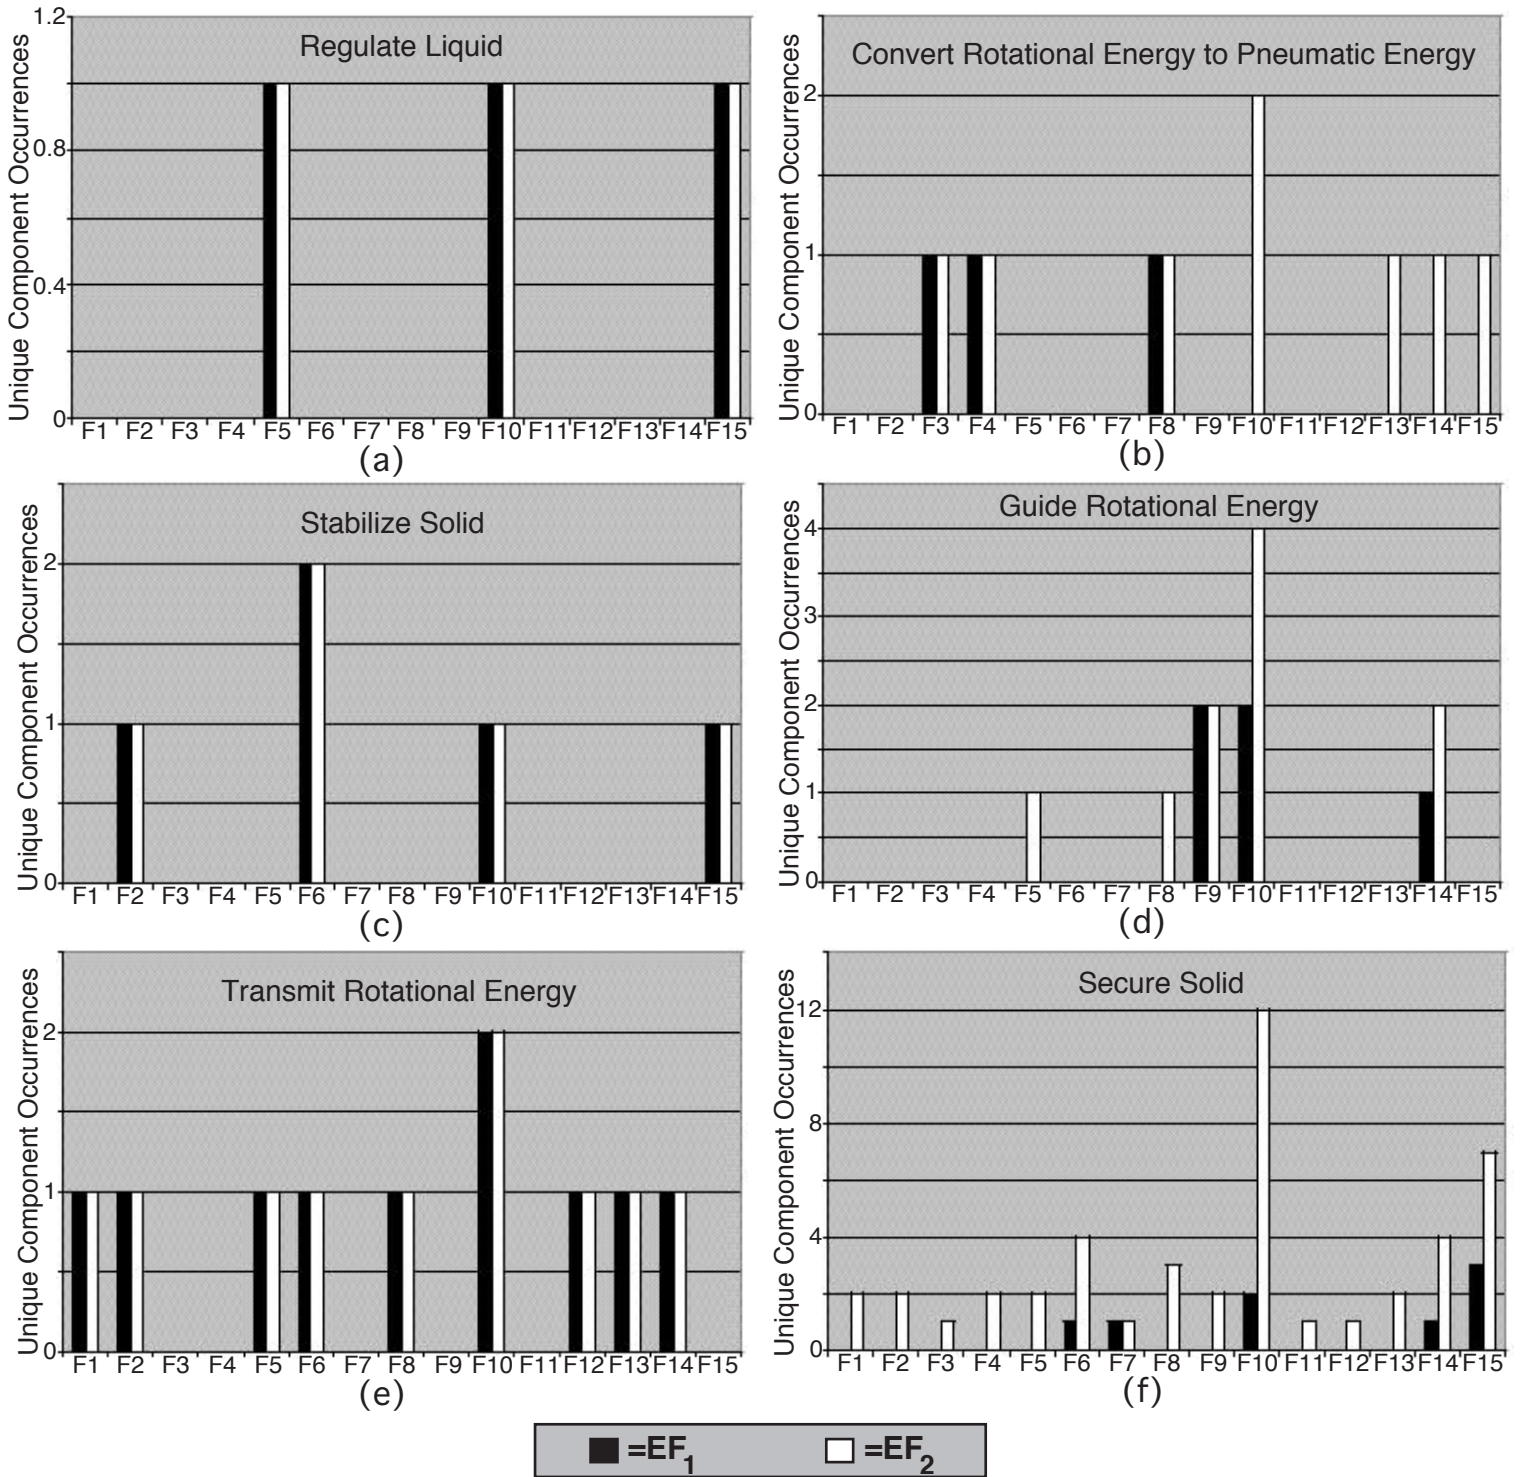 Regulate Liquid
Unique Component Occurrences
1.2
0.8
0.4
0
F1 F2 F3 F4 F5 F6 F7 F8 F9 F10 F11 F12 F13 F14 F15
(a)
Convert Rotational Energy to Pneumatic Energy
Unique Component Occurrences
2
1
0
F1 F2 F3 F4 F5 F6 F7 F8 F9 F10 F11 F12 F13 F14 F15
(b)
Stabilize Solid
Unique Component Occurrences
2
1
0
F1 F2 F3 F4 F5 F6 F7 F8 F9 F10 F11 F12 F13 F14 F15
(c)
Guide Rotational Energy
Unique Component Occurrences
4
3
2
1
0
F1 F2 F3 F4 F5 F6 F7 F8 F9 F10 F11 F12 F13 F14 F15
(d)
Transmit Rotational Energy
Unique Component Occurrences
2
1
0
F1 F2 F3 F4 F5 F6 F7 F8 F9 F10 F11 F12 F13 F14 F15
(e)
Secure Solid
Unique Component Occurrences
12
8
4
0
F1 F2 F3 F4 F5 F6 F7 F8 F9 F10 F11 F12 F13 F14 F15
(f)
=EF1 =EF2